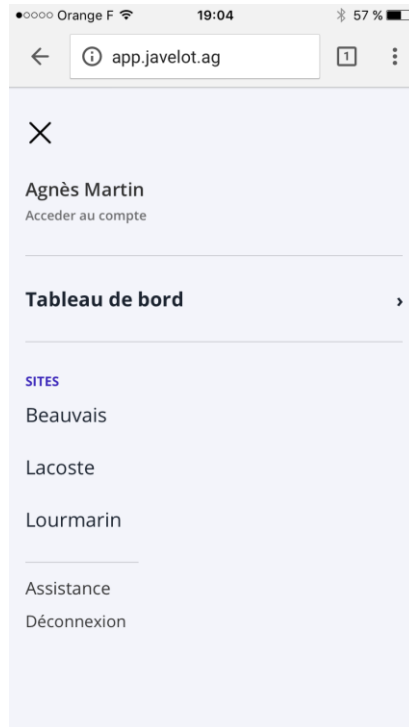 Orange F 19:04 57 %
app.javelot.ag 1
Agnès Martin
Acceder au compte
Tableau de bord
SITES
Beauvais
Lacoste
Lourmarin
Assistance
Déconnexion